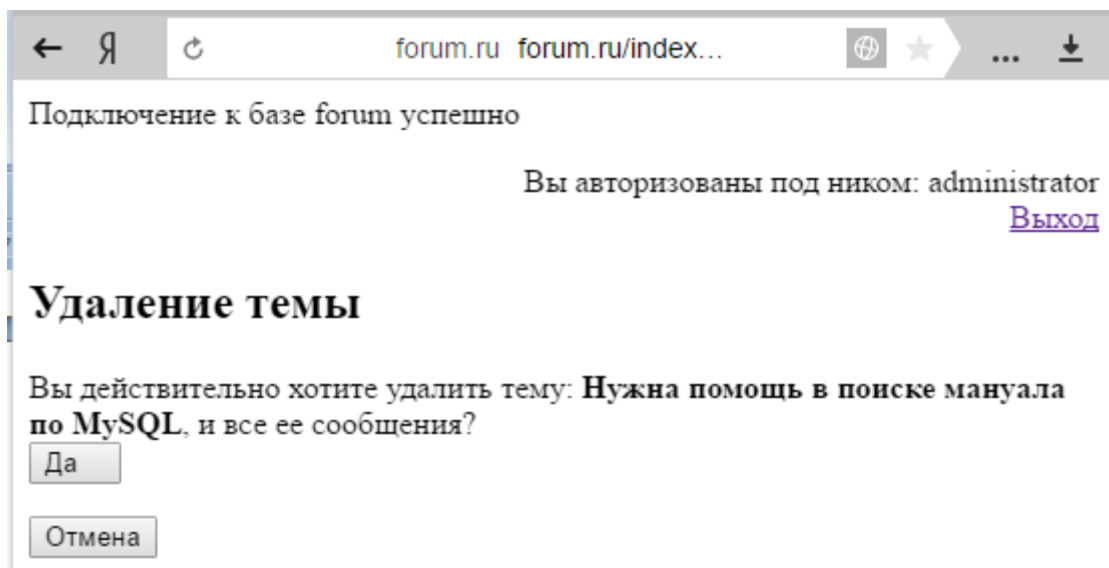 Я forum.ru forum.ru/index...
Подключение к базе forum успешно
Вы авторизованы под ником: administrator
Выход
Удаление темы
Вы действительно хотите удалить тему: Нужна помощь в поиске мануала
по MySQL, и все ее сообщения?
Да
Отмена